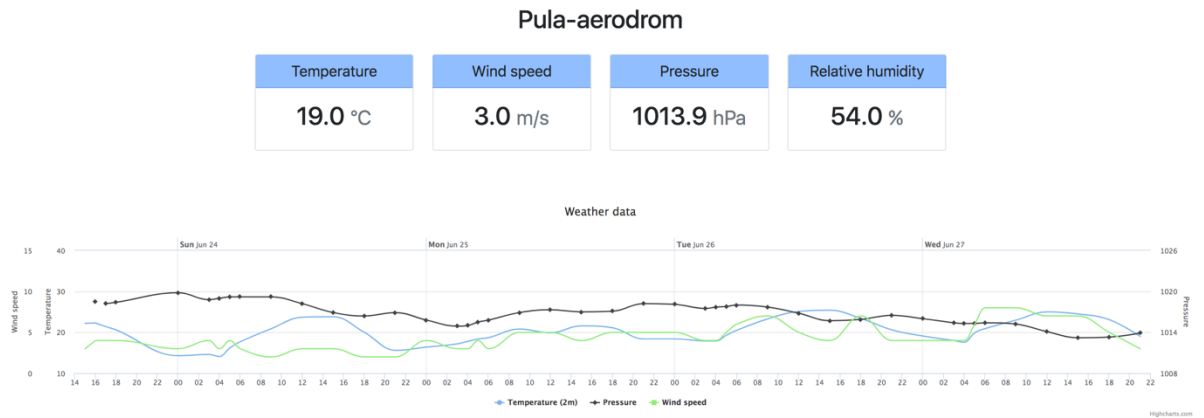 Pula-aerodrom
Temperature Wind speed Pressure Relative humidity
19.0 °C 3.0 m/s 1013.9 hPa 54.0 %
Weather data
Sun Jun 24 Mon Jun 25 Tue Jun 26 Wed Jun 27
15 40 1026
10 30 1020
5 20 1014
0 10 1008
Wind speed
Temperature
Pressure
14 16 18 20 22 00 02 04 06 08 10 12 14 16 18 20 22 00 02 04 06 08 10 12 14 16 18 20 22 00 02 04 06 08 10 12 14 16 18 20 22 00 02 04 06 08 10 12 14 16 18 20 22
Temperature (2m) Pressure Wind speed
Highcharts.com